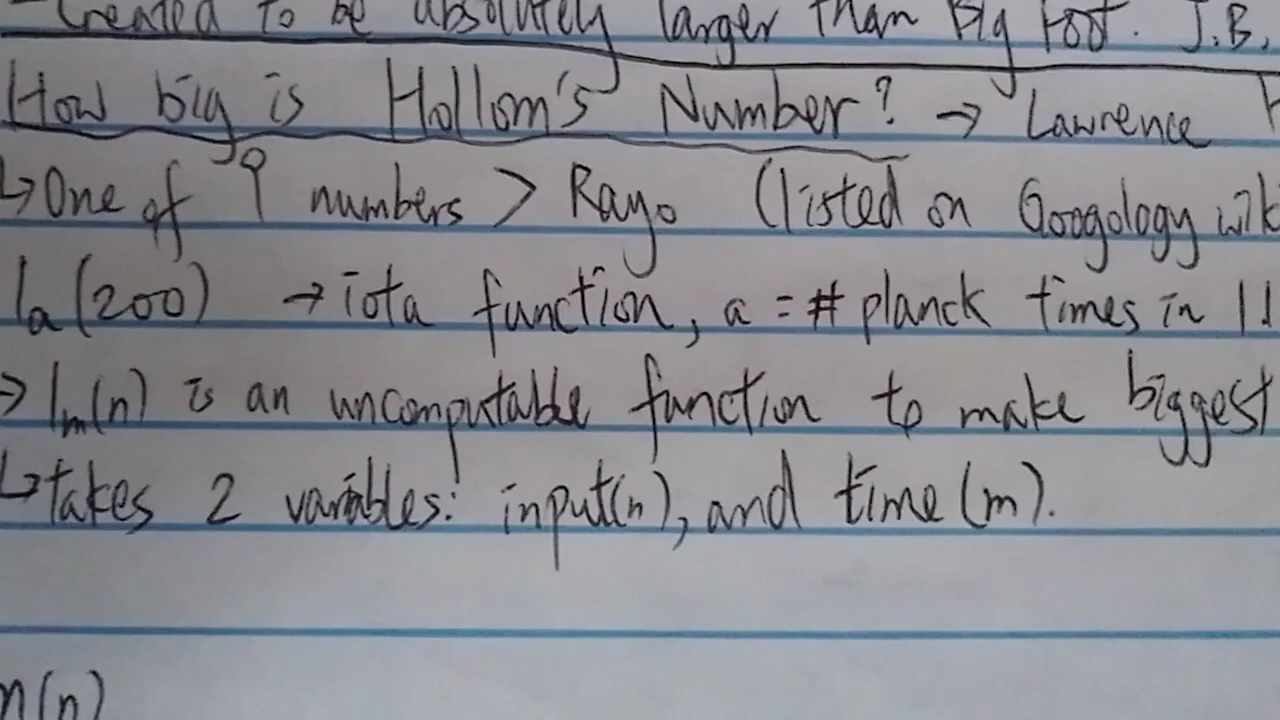 Created to be absolutely larger than Big Foot. J.B.
How big is Hollom's Number? → Lawrence
↳ One of 9 numbers > Rayo (listed on Googology wik
Ia(200) → iota function, a = # planck times in 1
→ Im(n) is an uncomputable function to make biggest
↳ takes 2 variables: input(n), and time (m).
m(n)